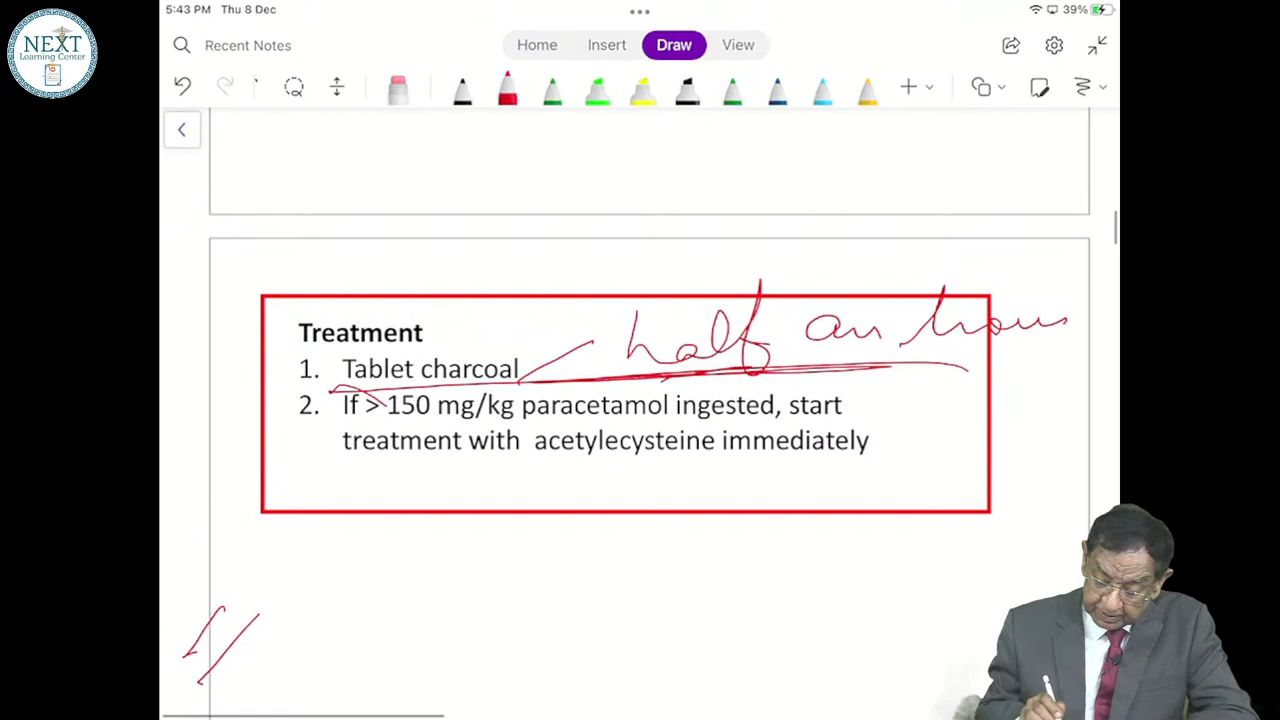 5:43 PM Thu 8 Dec
39%
NEXT
Learning Center
Recent Notes
Home Insert Draw View
half an hour
Treatment
1. Tablet charcoal
2. If > 150 mg/kg paracetamol ingested, start
treatment with acetylecysteine immediately